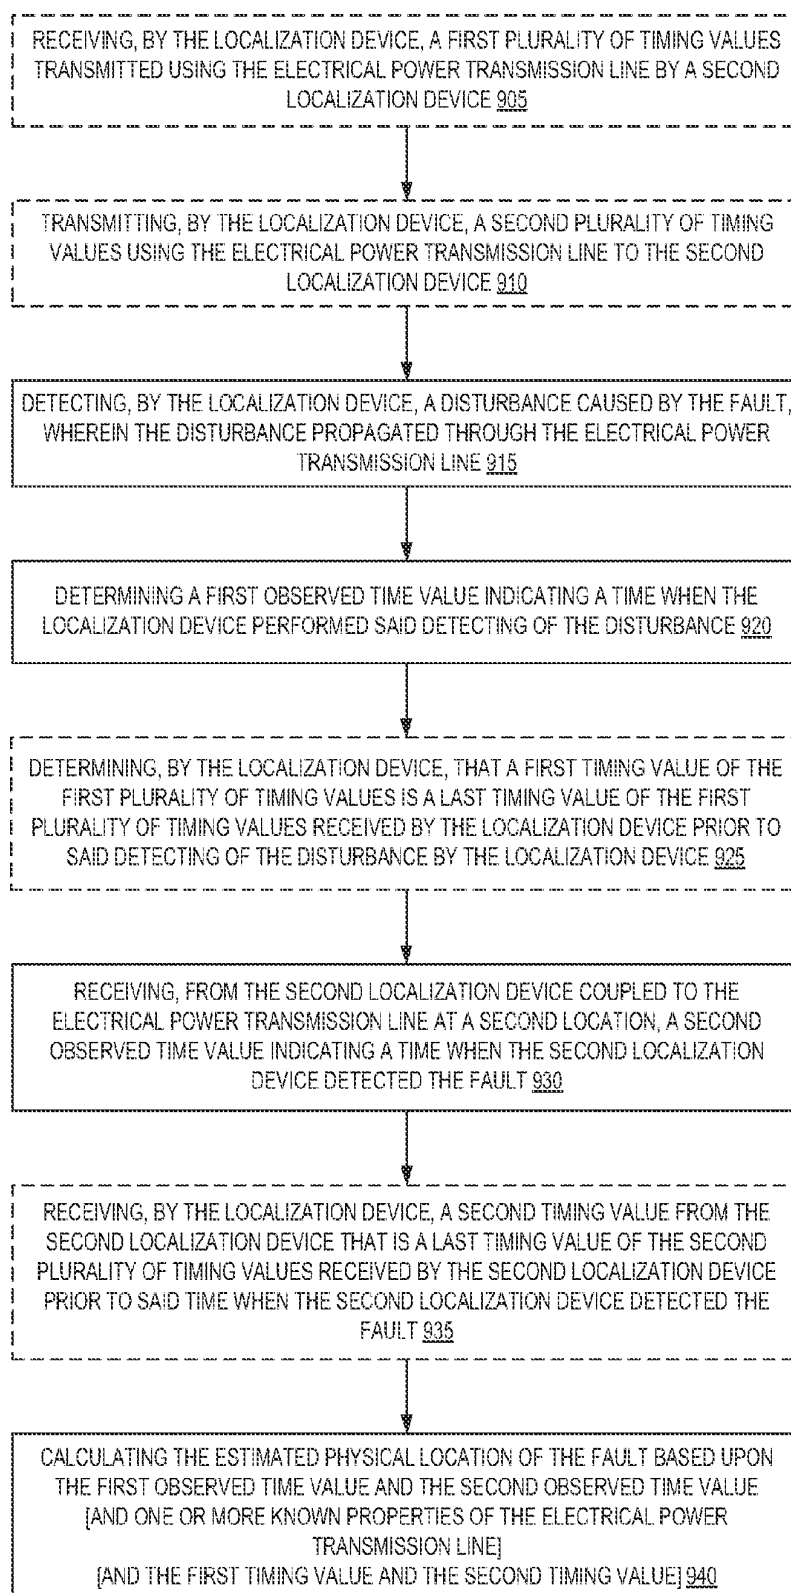 RECEIVING, BY THE LOCALIZATION DEVICE, A FIRST PLURALITY OF TIMING VALUES
TRANSMITTED USING THE ELECTRICAL POWER TRANSMISSION LINE BY A SECOND
LOCALIZATION DEVICE 905
TRANSMITTING, BY THE LOCALIZATION DEVICE, A SECOND PLURALITY OF TIMING
VALUES USING THE ELECTRICAL POWER TRANSMISSION LINE TO THE SECOND
LOCALIZATION DEVICE 910
DETECTING, BY THE LOCALIZATION DEVICE, A DISTURBANCE CAUSED BY THE FAULT,
WHEREIN THE DISTURBANCE PROPAGATED THROUGH THE ELECTRICAL POWER
TRANSMISSION LINE 915
DETERMINING A FIRST OBSERVED TIME VALUE INDICATING A TIME WHEN THE
LOCALIZATION DEVICE PERFORMED SAID DETECTING OF THE DISTURBANCE 920
DETERMINING, BY THE LOCALIZATION DEVICE, THAT A FIRST TIMING VALUE OF THE
FIRST PLURALITY OF TIMING VALUES IS A LAST TIMING VALUE OF THE FIRST
PLURALITY OF TIMING VALUES RECEIVED BY THE LOCALIZATION DEVICE PRIOR TO
SAID DETECTING OF THE DISTURBANCE BY THE LOCALIZATION DEVICE 925
RECEIVING, FROM THE SECOND LOCALIZATION DEVICE COUPLED TO THE
ELECTRICAL POWER TRANSMISSION LINE AT A SECOND LOCATION, A SECOND
OBSERVED TIME VALUE INDICATING A TIME WHEN THE SECOND LOCALIZATION
DEVICE DETECTED THE FAULT 930
RECEIVING, BY THE LOCALIZATION DEVICE, A SECOND TIMING VALUE FROM THE
SECOND LOCALIZATION DEVICE THAT IS A LAST TIMING VALUE OF THE SECOND
PLURALITY OF TIMING VALUES RECEIVED BY THE SECOND LOCALIZATION DEVICE
PRIOR TO SAID TIME WHEN THE SECOND LOCALIZATION DEVICE DETECTED THE
FAULT 935
CALCULATING THE ESTIMATED PHYSICAL LOCATION OF THE FAULT BASED UPON
THE FIRST OBSERVED TIME VALUE AND THE SECOND OBSERVED TIME VALUE
[AND ONE OR MORE KNOWN PROPERTIES OF THE ELECTRICAL POWER
TRANSMISSION LINE]
[AND THE FIRST TIMING VALUE AND THE SECOND TIMING VALUE] 940